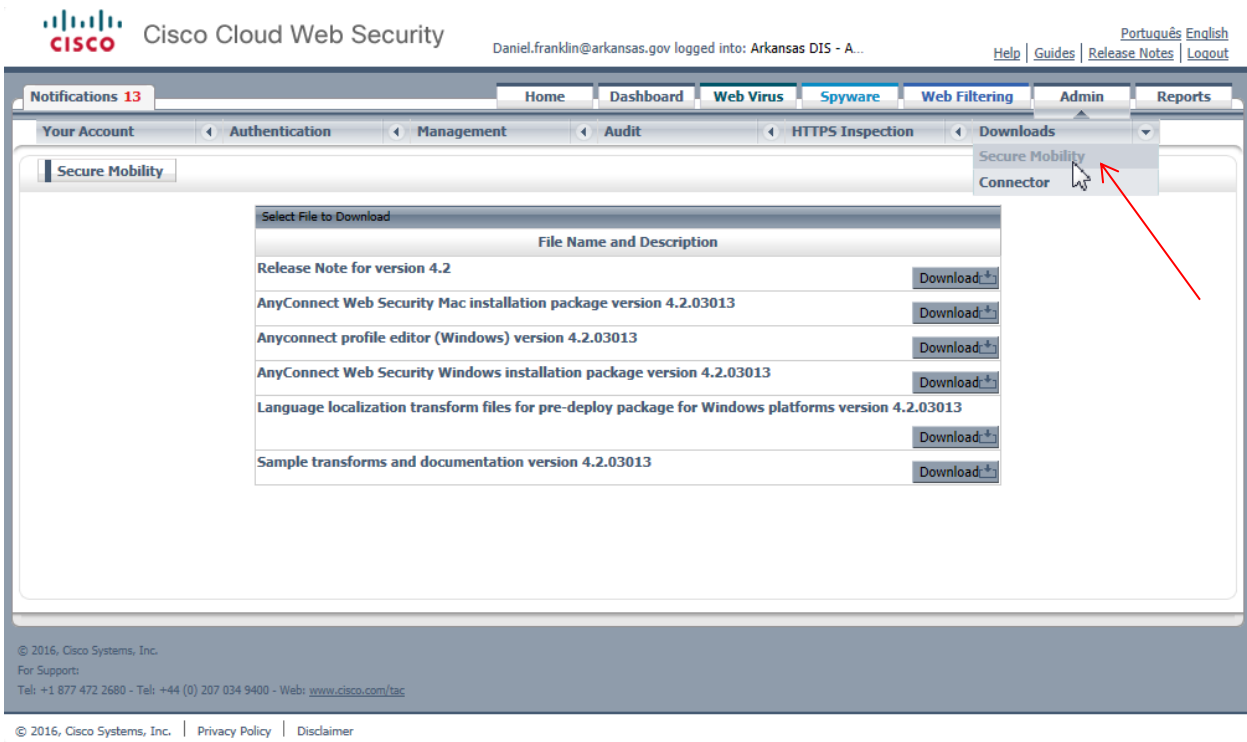 CISCO
Cisco Cloud Web Security
Daniel.franklin@arkansas.gov logged into: Arkansas DIS - A...
Português English
Help | Guides | Release Notes | Logout
Notifications 13
Home Dashboard Web Virus Spyware Web Filtering Admin Reports
Your Account Authentication Management Audit HTTPS Inspection Downloads
Secure Mobility
Connector
Secure Mobility
Select File to Download
File Name and Description
Release Note for version 4.2
Download
AnyConnect Web Security Mac installation package version 4.2.03013
Download
Anyconnect profile editor (Windows) version 4.2.03013
Download
AnyConnect Web Security Windows installation package version 4.2.03013
Download
Language localization transform files for pre-deploy package for Windows platforms version 4.2.03013
Download
Sample transforms and documentation version 4.2.03013
Download
© 2016, Cisco Systems, Inc.
For Support:
Tel: +1 877 472 2680 - Tel: +44 (0) 207 034 9400 - Web: www.cisco.com/tac
© 2016, Cisco Systems, Inc. | Privacy Policy | Disclaimer